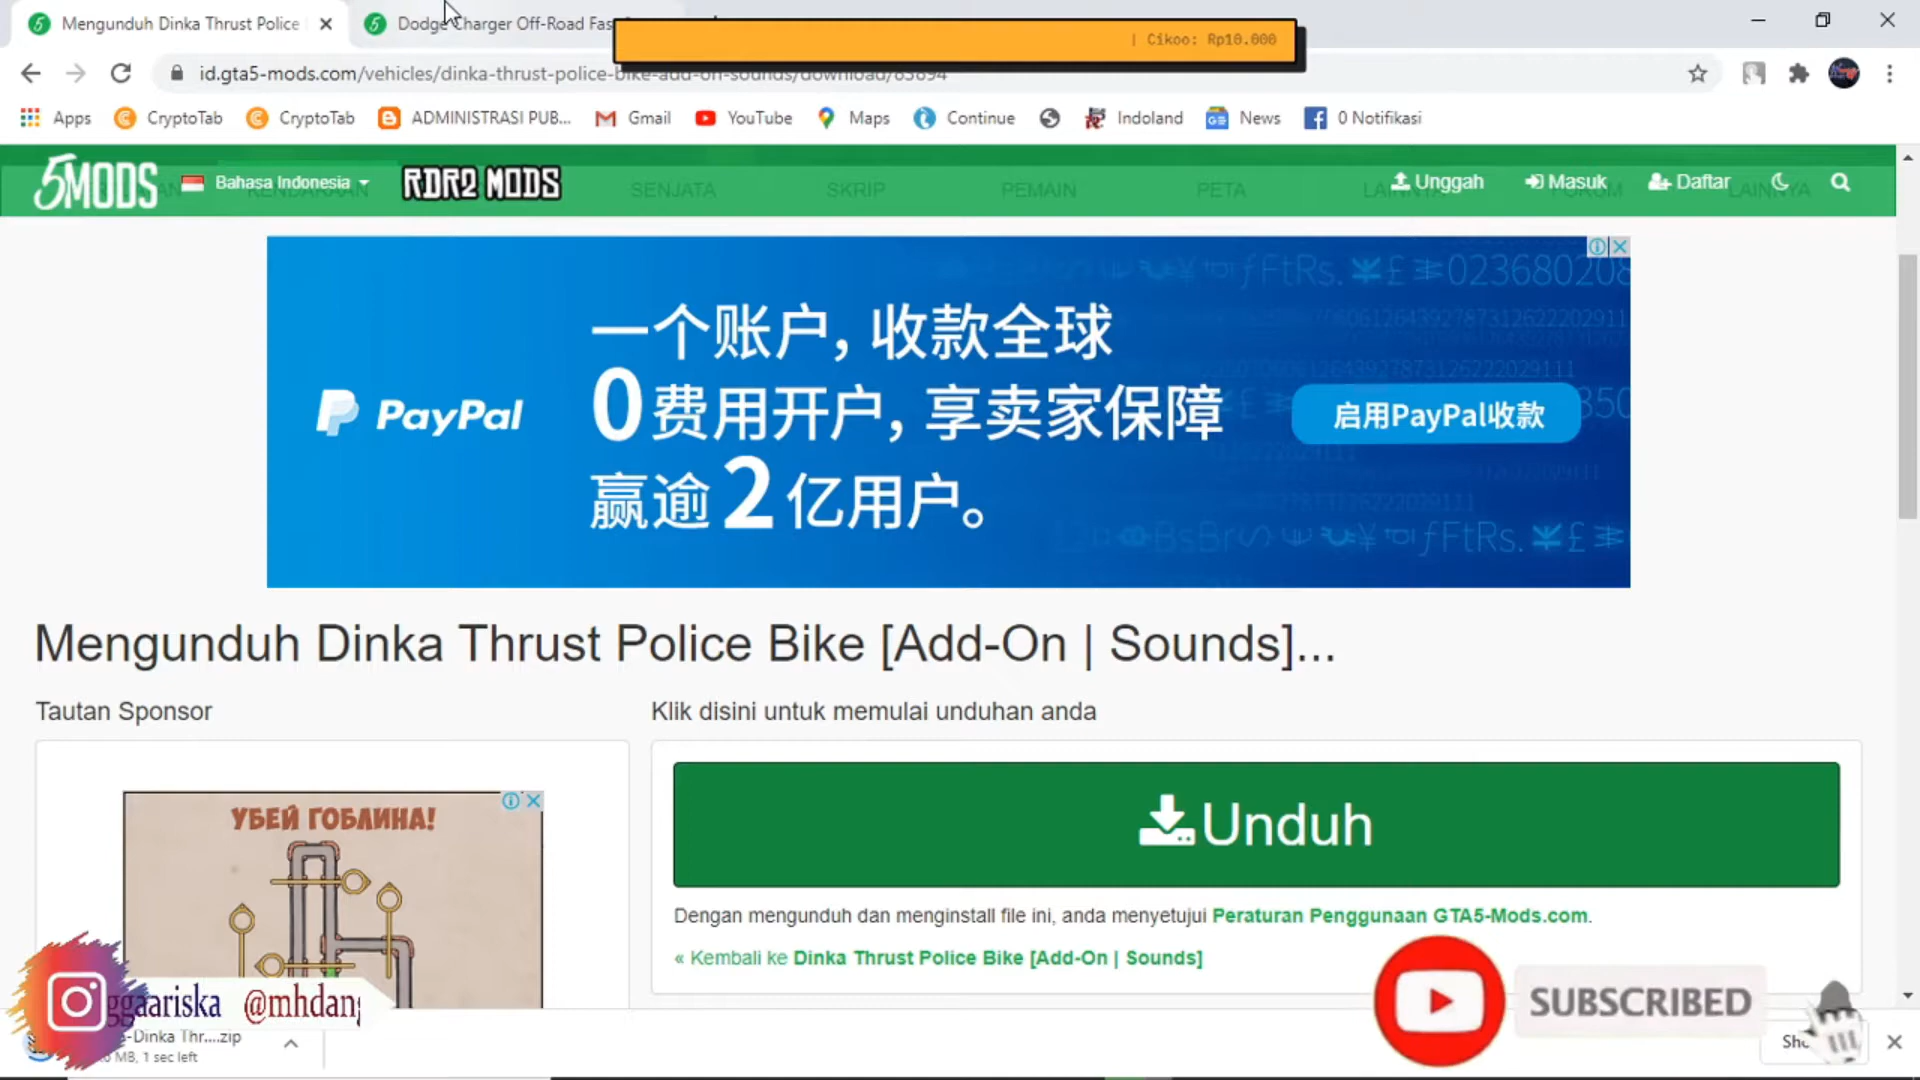 Mengunduh Dinka Thrust Police
Dodge Charger Off-Road Fas
| Cikoo: Rp10.000
id.gta5-mods.com/vehicles/dinka-thrust-police-bike-add-on-sounds/download/83894
Apps
CryptoTab
CryptoTab
ADMINISTRASI PUB...
Gmail
YouTube
Maps
Continue
Indoland
News
0 Notifikasi
5MODS
Bahasa Indonesia
RDR2 MODS
KENDARAAN
SENJATA
SKRIP
PEMAIN
PETA
LAINNYA
FORUM
LAINNYA
Unggah
Masuk
Daftar
PayPal
一个账户，收款全球
0费用开户，享卖家保障
赢逾2亿用户。
启用PayPal收款
Mengunduh Dinka Thrust Police Bike [Add-On | Sounds]...
Tautan Sponsor
Klik disini untuk memulai unduhan anda
УБЕЙ ГОБЛИНА!
Unduh
Dengan mengunduh dan menginstall file ini, anda menyetujui Peraturan Penggunaan GTA5-Mods.com.
« Kembali ke Dinka Thrust Police Bike [Add-On | Sounds]
ggaariska @mhdang
-Dinka Thr....zip
MB, 1 sec left
SUBSCRIBED
Sho